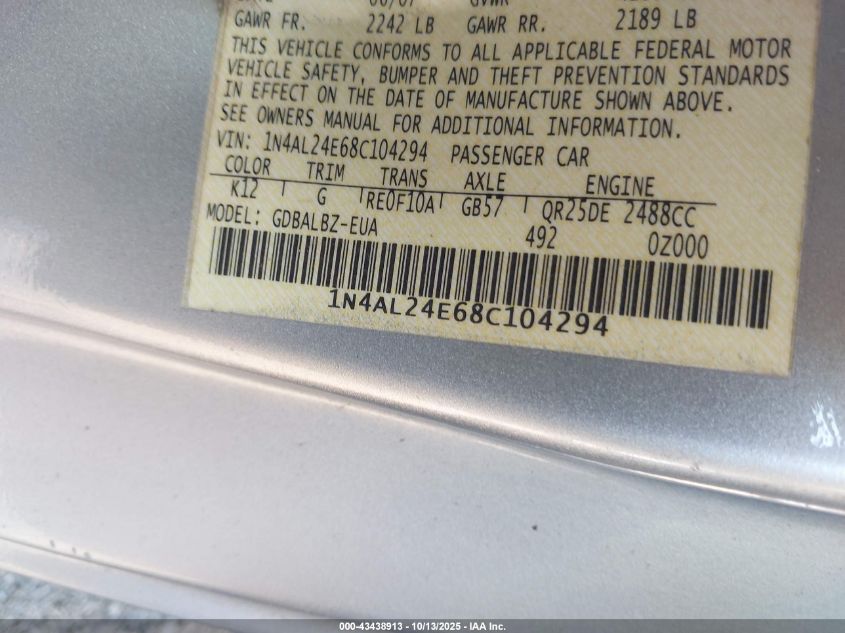 GAWR FR. 2242 LB GAWR RR. 2189 LB
THIS VEHICLE CONFORMS TO ALL APPLICABLE FEDERAL MOTOR
VEHICLE SAFETY, BUMPER AND THEFT PREVENTION STANDARDS
IN EFFECT ON THE DATE OF MANUFACTURE SHOWN ABOVE.
SEE OWNERS MANUAL FOR ADDITIONAL INFORMATION.
VIN: 1N4AL24E68C104294 PASSENGER CAR
COLOR TRIM TRANS AXLE ENGINE
K12 G RE0F10A GB57 QR25DE 2488CC
MODEL: GDBALBZ-EUA 492 0Z000
1N4AL24E68C104294
000-43438913 - 10/13/2025 - IAA Inc.